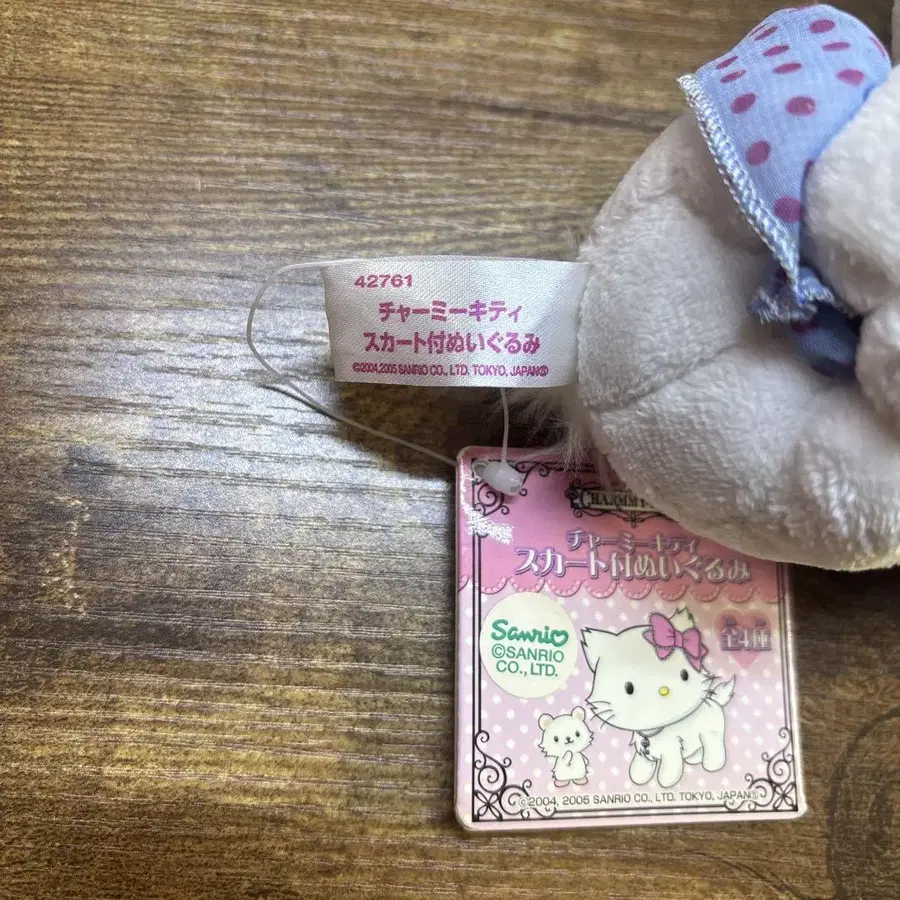 42761
チャーミーキティ
スカート付ぬいぐるみ
©2004,2005 SANRIO CO., LTD. TOKYO, JAPAN®
チャーミーキティ
スカート付ぬいぐるみ
Sanrio
©SANRIO
CO., LTD.
全4種
©2004, 2005 SANRIO CO., LTD. TOKYO, JAPAN®